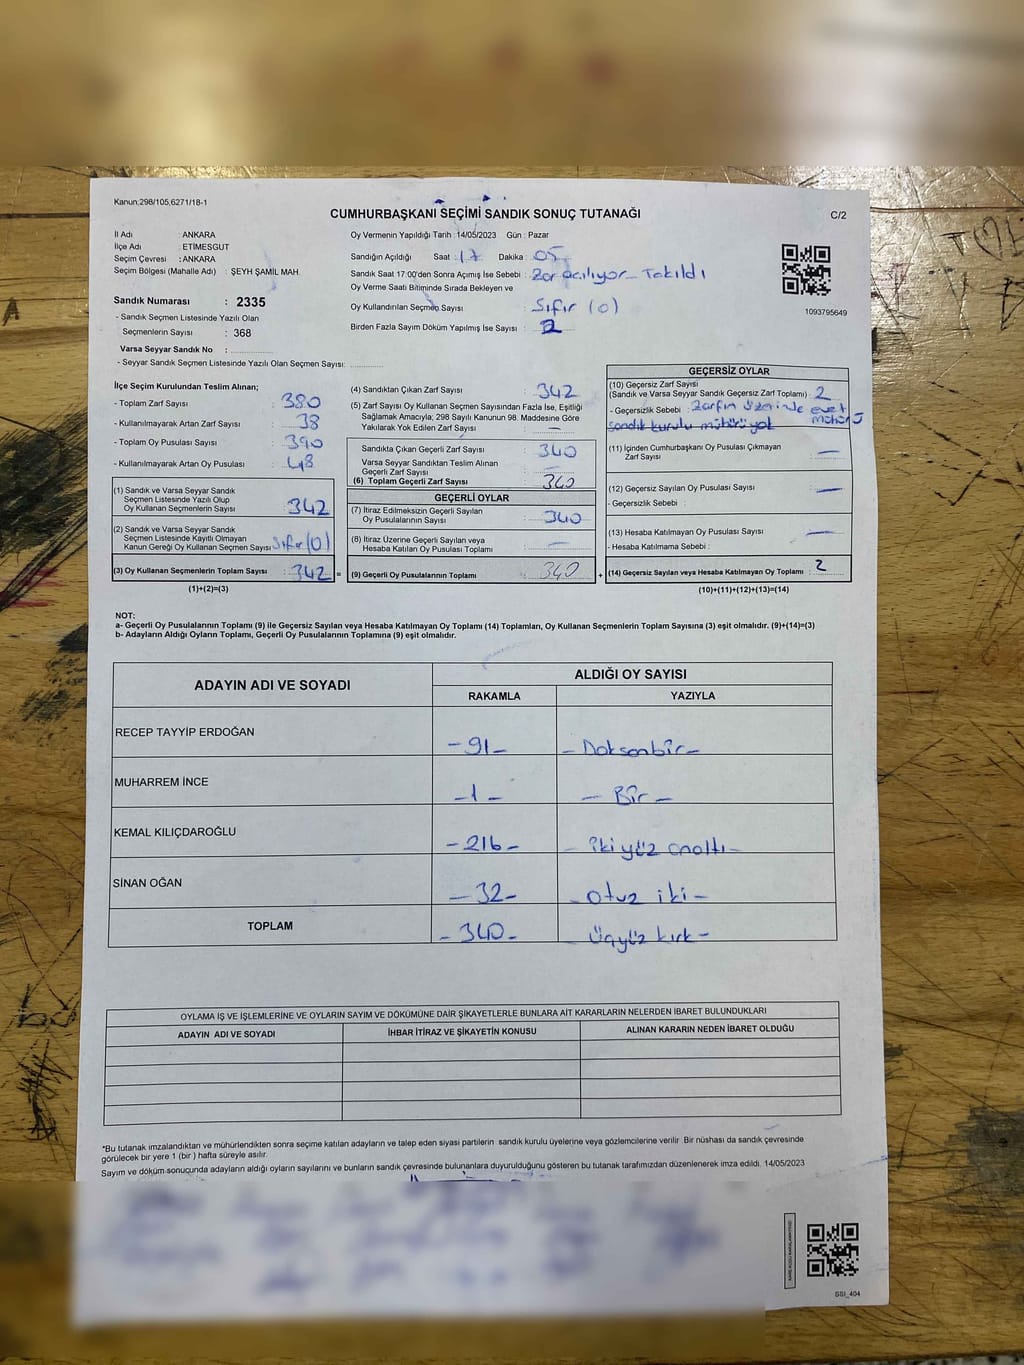 Kanun:298/105,6271/18-1
CUMHURBAŞKANI SEÇİMİ SANDIK SONUÇ TUTANAĞI
C/2
İl Adı : ANKARA
İlçe Adı : ETİMESGUT
Seçim Çevresi : ANKARA
Seçim Bölgesi (Mahalle Adı) : ŞEYH ŞAMİL MAH.
Sandık Numarası : 2335
- Sandık Seçmen Listesinde Yazılı Olan
Seçmenlerin Sayısı : 368
Varsa Seyyar Sandık No :
- Seyyar Sandık Seçmen Listesinde Yazılı Olan Seçmen Sayısı:
Oy Vermenin Yapıldığı Tarih :14/05/2023 Gün : Pazar
Sandığın Açıldığı Saat : 17 Dakika : 05
Sandık Saat 17:00'den Sonra Açımış İse Sebebi : Zor açılıyor Takıldı
Oy Verme Saati Bitiminde Sırada Bekleyen ve
Oy Kullandırılan Seçmen Sayısı : Sıfır (0)
Birden Fazla Sayım Döküm Yapılmış İse Sayısı : 2
1093795649
İlçe Seçim Kurulundan Teslim Alınan;
- Toplam Zarf Sayısı : 380
- Kullanılmayarak Artan Zarf Sayısı : 38
- Toplam Oy Pusulası Sayısı : 390
- Kullanılmayarak Artan Oy Pusulası : 48
(1) Sandık ve Varsa Seyyar Sandık
Seçmen Listesinde Yazılı Olup
Oy Kullanan Seçmenlerin Sayısı : 342
(2) Sandık ve Varsa Seyyar Sandık
Seçmen Listesinde Kayıtlı Olmayan
Kanun Gereği Oy Kullanan Seçmen Sayısı : Sıfır (0)
(3) Oy Kullanan Seçmenlerin Toplam Sayısı : 342 =
(1)+(2)=(3)
(4) Sandıktan Çıkan Zarf Sayısı : 342
(5) Zarf Sayısı Oy Kullanan Seçmen Sayısından Fazla İse, Eşitliği
Sağlamak Amacıyla; 298 Sayılı Kanunun 98. Maddesine Göre
Yakılarak Yok Edilen Zarf Sayısı : —
Sandıkta Çıkan Geçerli Zarf Sayısı : 340
Varsa Seyyar Sandıktan Teslim Alınan
Geçerli Zarf Sayısı : —
(6) Toplam Geçerli Zarf Sayısı : 340
GEÇERLİ OYLAR
(7) İtiraz Edilmeksizin Geçerli Sayılan
Oy Pusulalarının Sayısı : 340
(8) İtiraz Üzerine Geçerli Sayılan veya
Hesaba Katılan Oy Pusulası Toplamı : —
(9) Geçerli Oy Pusulalarının Toplamı : 340 +
GEÇERSİZ OYLAR
(10) Geçersiz Zarf Sayısı
(Sandık ve Varsa Seyyar Sandık Geçersiz Zarf Toplamı) : 2
- Geçersizlik Sebebi : Zarfın üzerinde evet mührü
sandık kurulu mühürü yok
(11) İçinden Cumhurbaşkanı Oy Pusulası Çıkmayan
Zarf Sayısı : —
(12) Geçersiz Sayılan Oy Pusulası Sayısı : —
- Geçersizlik Sebebi :
(13) Hesaba Katılmayan Oy Pusulası Sayısı : —
- Hesaba Katılmama Sebebi :
(14) Geçersiz Sayılan veya Hesaba Katılmayan Oy Toplamı : 2
(10)+(11)+(12)+(13)=(14)
NOT:
a- Geçerli Oy Pusulalarının Toplamı (9) ile Geçersiz Sayılan veya Hesaba Katılmayan Oy Toplamı (14) Toplamları, Oy Kullanan Seçmenlerin Toplam Sayısına (3) eşit olmalıdır. (9)+(14)=(3)
b- Adayların Aldığı Oyların Toplamı, Geçerli Oy Pusulalarının Toplamına (9) eşit olmalıdır.
ADAYIN ADI VE SOYADI
ALDIĞI OY SAYISI
RAKAMLA YAZIYLA
RECEP TAYYİP ERDOĞAN -91- - Doksanbir -
MUHARREM İNCE -1- - Bir -
KEMAL KILIÇDAROĞLU -216- - ikiyüz onaltı -
SİNAN OĞAN -32- - otuz iki -
TOPLAM -340- - Üçyüz kırk -
OYLAMA İŞ VE İŞLEMLERİNE VE OYLARIN SAYIM VE DÖKÜMÜNE DAİR ŞİKAYETLERLE BUNLARA AİT KARARLARIN NELERDEN İBARET BULUNDUKLARI
ADAYIN ADI VE SOYADI İHBAR İTİRAZ VE ŞİKAYETİN KONUSU ALINAN KARARIN NEDEN İBARET OLDUĞU
*Bu tutanak imzalandıktan ve mühürlendikten sonra seçime katılan adayların ve talep eden siyasi partilerin sandık kurulu üyelerine veya gözlemcilerine verilir. Bir nüshası da sandık çevresinde
görülecek bir yere 1 (bir) hafta süreyle asılır.
Sayım ve döküm sonucunda adayların aldığı oyların sayılarını ve bunların sandık çevresinde bulunanlara duyurulduğunu gösteren bu tutanak tarafımızdan düzenlenerek imza edildi. 14/05/2023
SSI_404